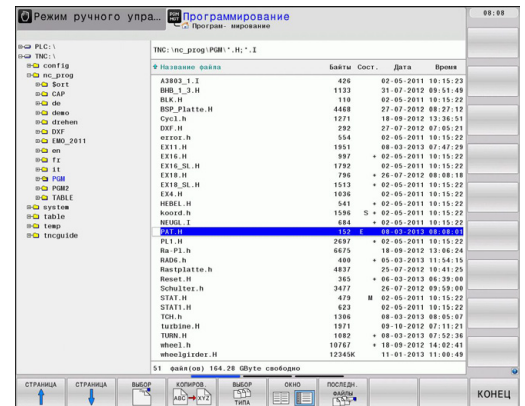 Режим ручного упра…
Программирование
Програм- мирование
08:08
PLC:\
TNC:\
config
nc_prog
$ort
CAP
de
demo
drehen
DXF
EMO_2011
en
fr
it
PGM
PGM2
TABLE
system
table
temp
tncguide
TNC:\nc_prog\PGM\*.H;*.I
Название файла Байты Сост. Дата Время
A3803_1.I 426 02-05-2011 10:15:23
BHB_1_3.H 1133 31-07-2012 09:51:49
BLK.H 110 02-05-2011 10:15:22
BSP_Platte.H 4468 27-07-2012 08:27:12
Cycl.h 1271 18-09-2012 13:36:51
DXF.H 292 27-07-2012 07:05:21
error.h 554 02-05-2011 10:15:22
EX11.H 1951 08-03-2013 07:47:29
EX16.H 997 + 02-05-2011 10:15:22
EX16_SL.H 1792 02-05-2011 10:15:22
EX18.H 796 + 26-07-2012 08:08:18
EX18_SL.H 1513 + 02-05-2011 10:15:22
EX4.H 1036 02-05-2011 10:15:22
HEBEL.H 541 + 02-05-2011 10:15:22
koord.h 1596 S + 02-05-2011 10:15:22
NEUGL.I 684 + 02-05-2011 10:15:22
PAT.H 152 E 08-03-2013 08:08:01
PL1.H 2697 + 02-05-2011 10:15:22
Ra-Pl.h 6675 18-09-2012 13:06:24
RAD6.h 400 + 05-03-2013 11:54:15
Rastplatte.h 4837 25-07-2012 10:41:25
Reset.H 365 + 06-03-2013 06:39:00
Schulter.h 3477 26-07-2012 09:59:00
STAT.H 479 M 02-05-2011 10:15:22
STAT1.H 623 02-05-2011 10:15:22
TCH.h 1306 08-03-2013 08:05:07
turbine.H 1971 09-10-2012 07:11:21
TURN.H 1082 + 08-03-2013 07:52:36
wheel.h 10767 + 18-09-2012 14:02:41
wheelgirder.H 12345K 11-01-2013 11:00:49
51 файл(ов) 164.28 GByte свободно
СТРАНИЦА
СТРАНИЦА
ВЫБОР
КОПИРОВ.
ABC XYZ
ВЫБОР
ТИПА
ОКНО
ПОСЛЕДН.
ФАЙЛЫ
КОНЕЦ